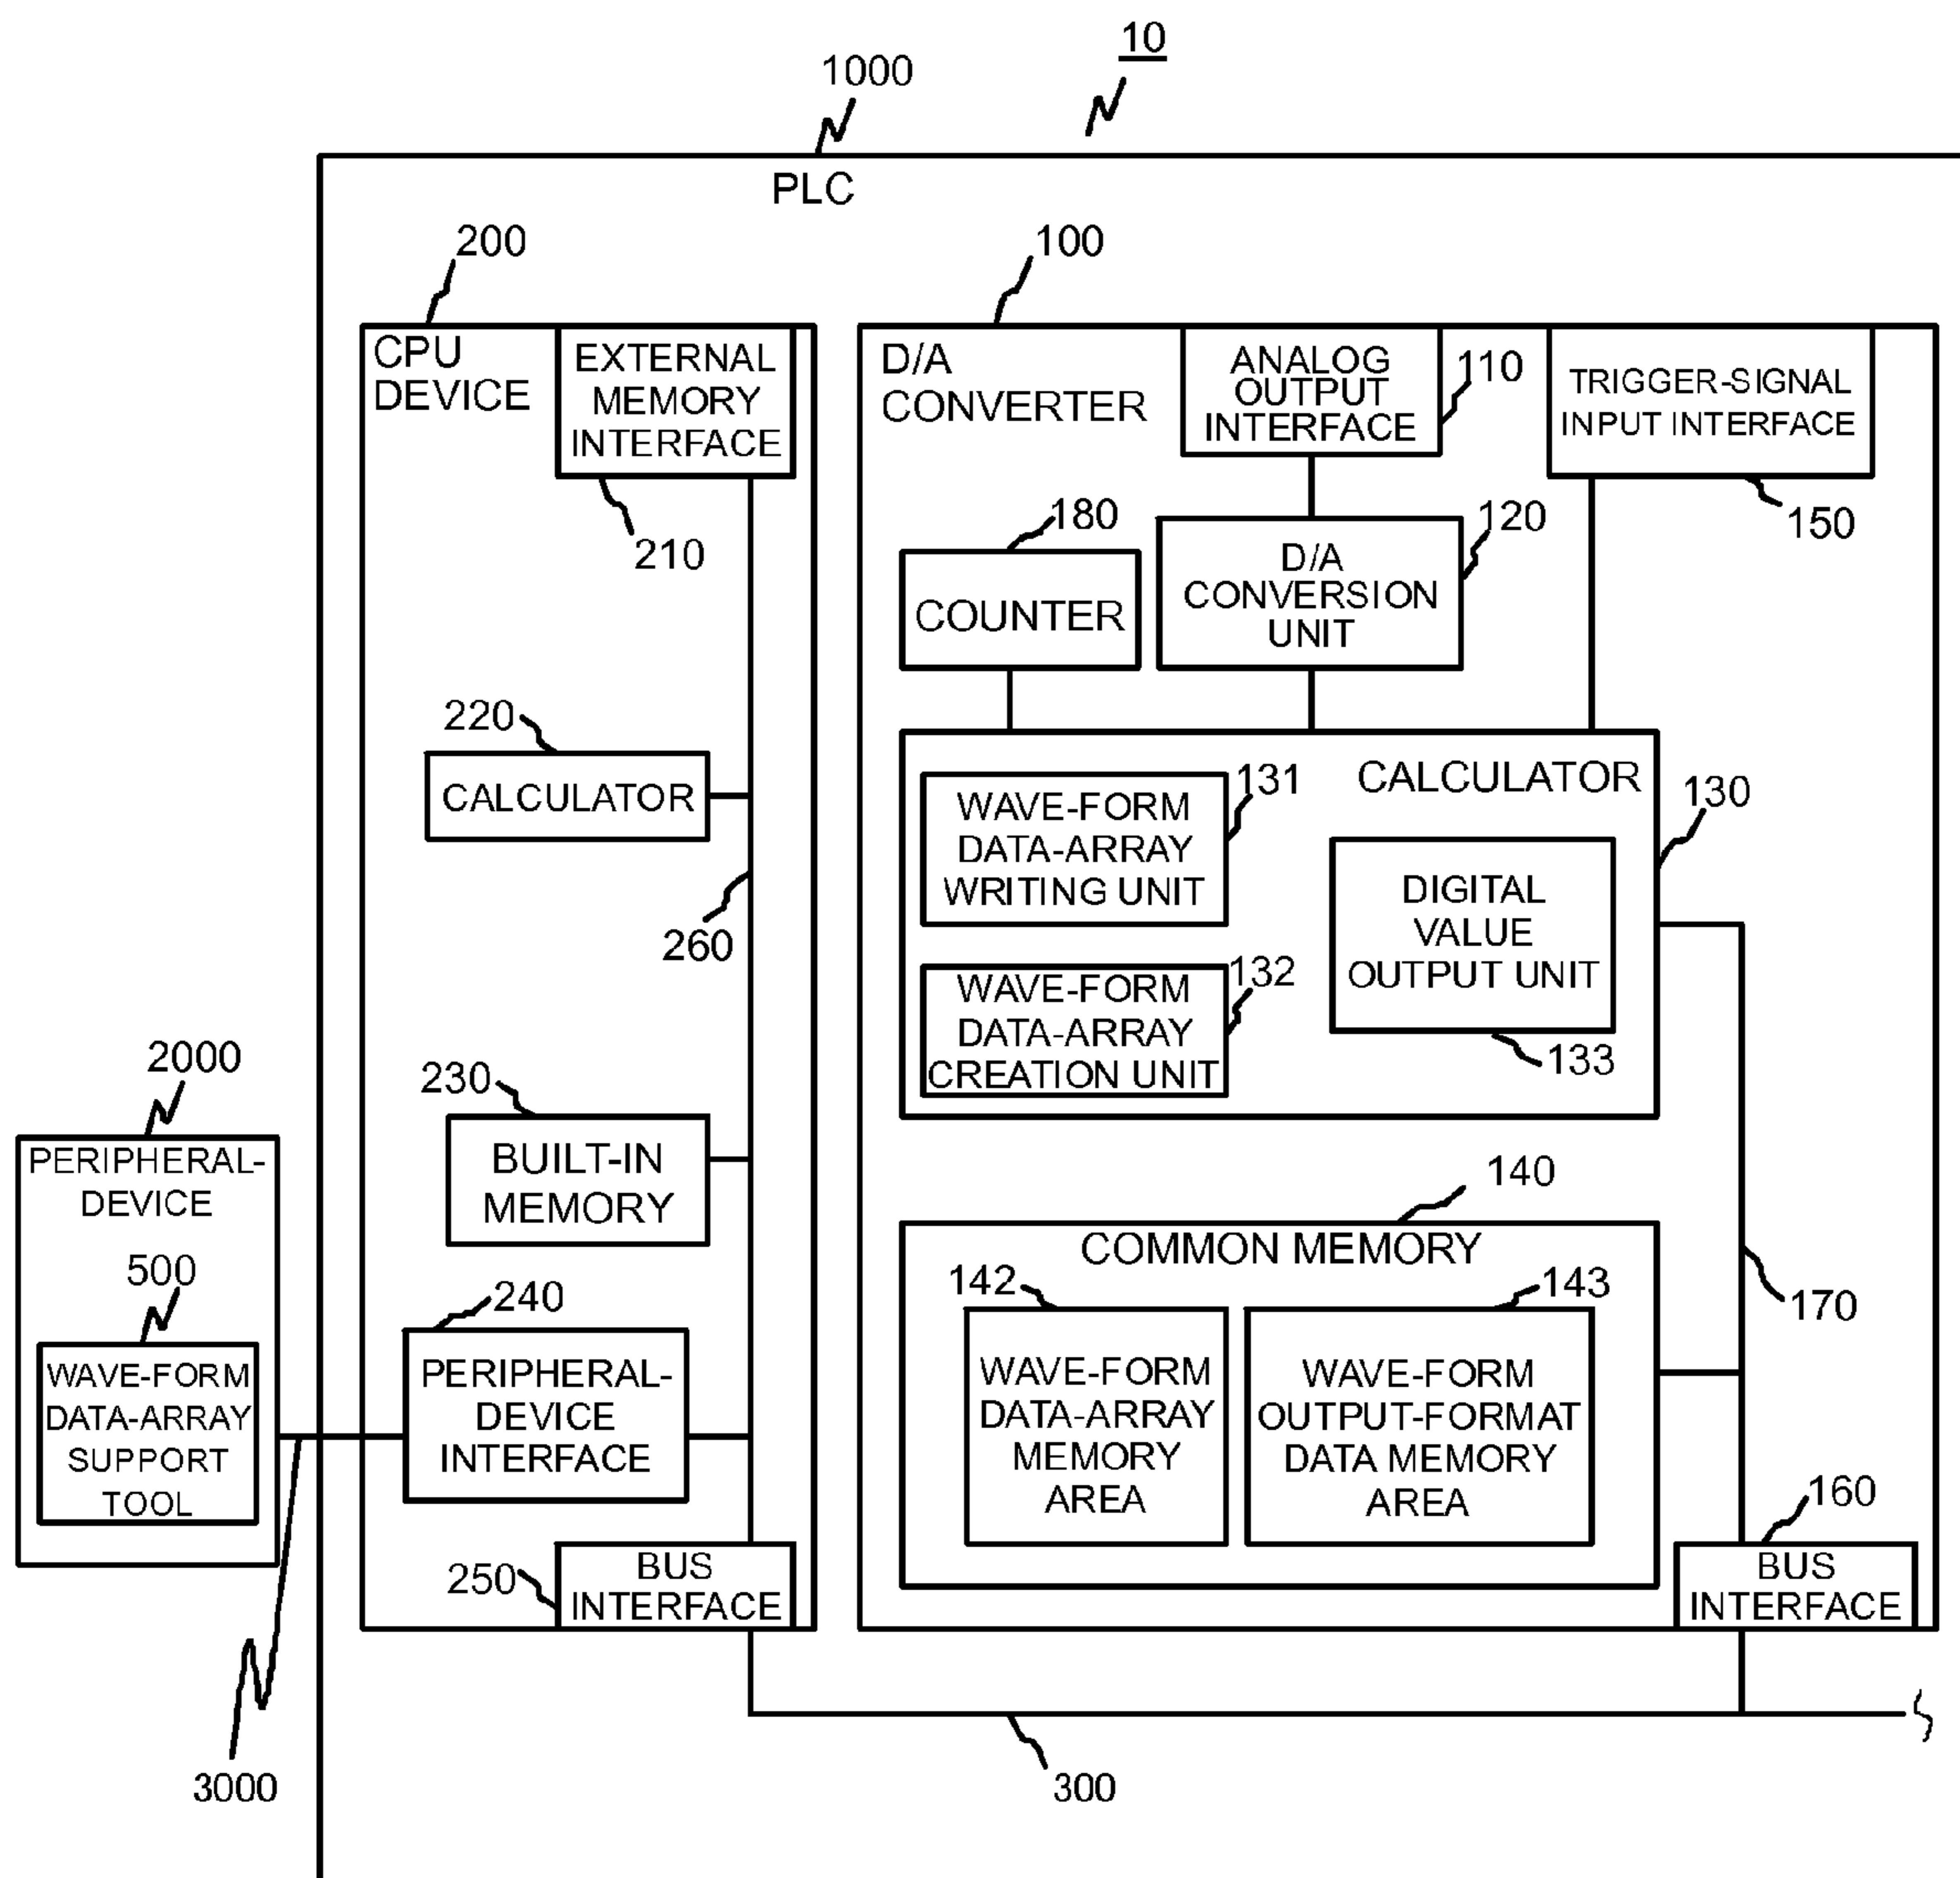 10
1000
PLC
200
100
CPU
DEVICE
EXTERNAL
MEMORY
INTERFACE
210
D/A
CONVERTER
ANALOG
OUTPUT
INTERFACE
110
TRIGGER-SIGNAL
INPUT INTERFACE
150
180
COUNTER
120
D/A
CONVERSION
UNIT
220
CALCULATOR
260
CALCULATOR
130
131
WAVE-FORM
DATA-ARRAY
WRITING UNIT
132
WAVE-FORM
DATA-ARRAY
CREATION UNIT
DIGITAL
VALUE
OUTPUT UNIT
133
2000
PERIPHERAL-
DEVICE
500
WAVE-FORM
DATA-ARRAY
SUPPORT
TOOL
230
BUILT-IN
MEMORY
240
PERIPHERAL-
DEVICE
INTERFACE
250
BUS
INTERFACE
140
COMMON MEMORY
142
WAVE-FORM
DATA-ARRAY
MEMORY
AREA
143
WAVE-FORM
OUTPUT-FORMAT
DATA MEMORY
AREA
170
160
BUS
INTERFACE
3000
300